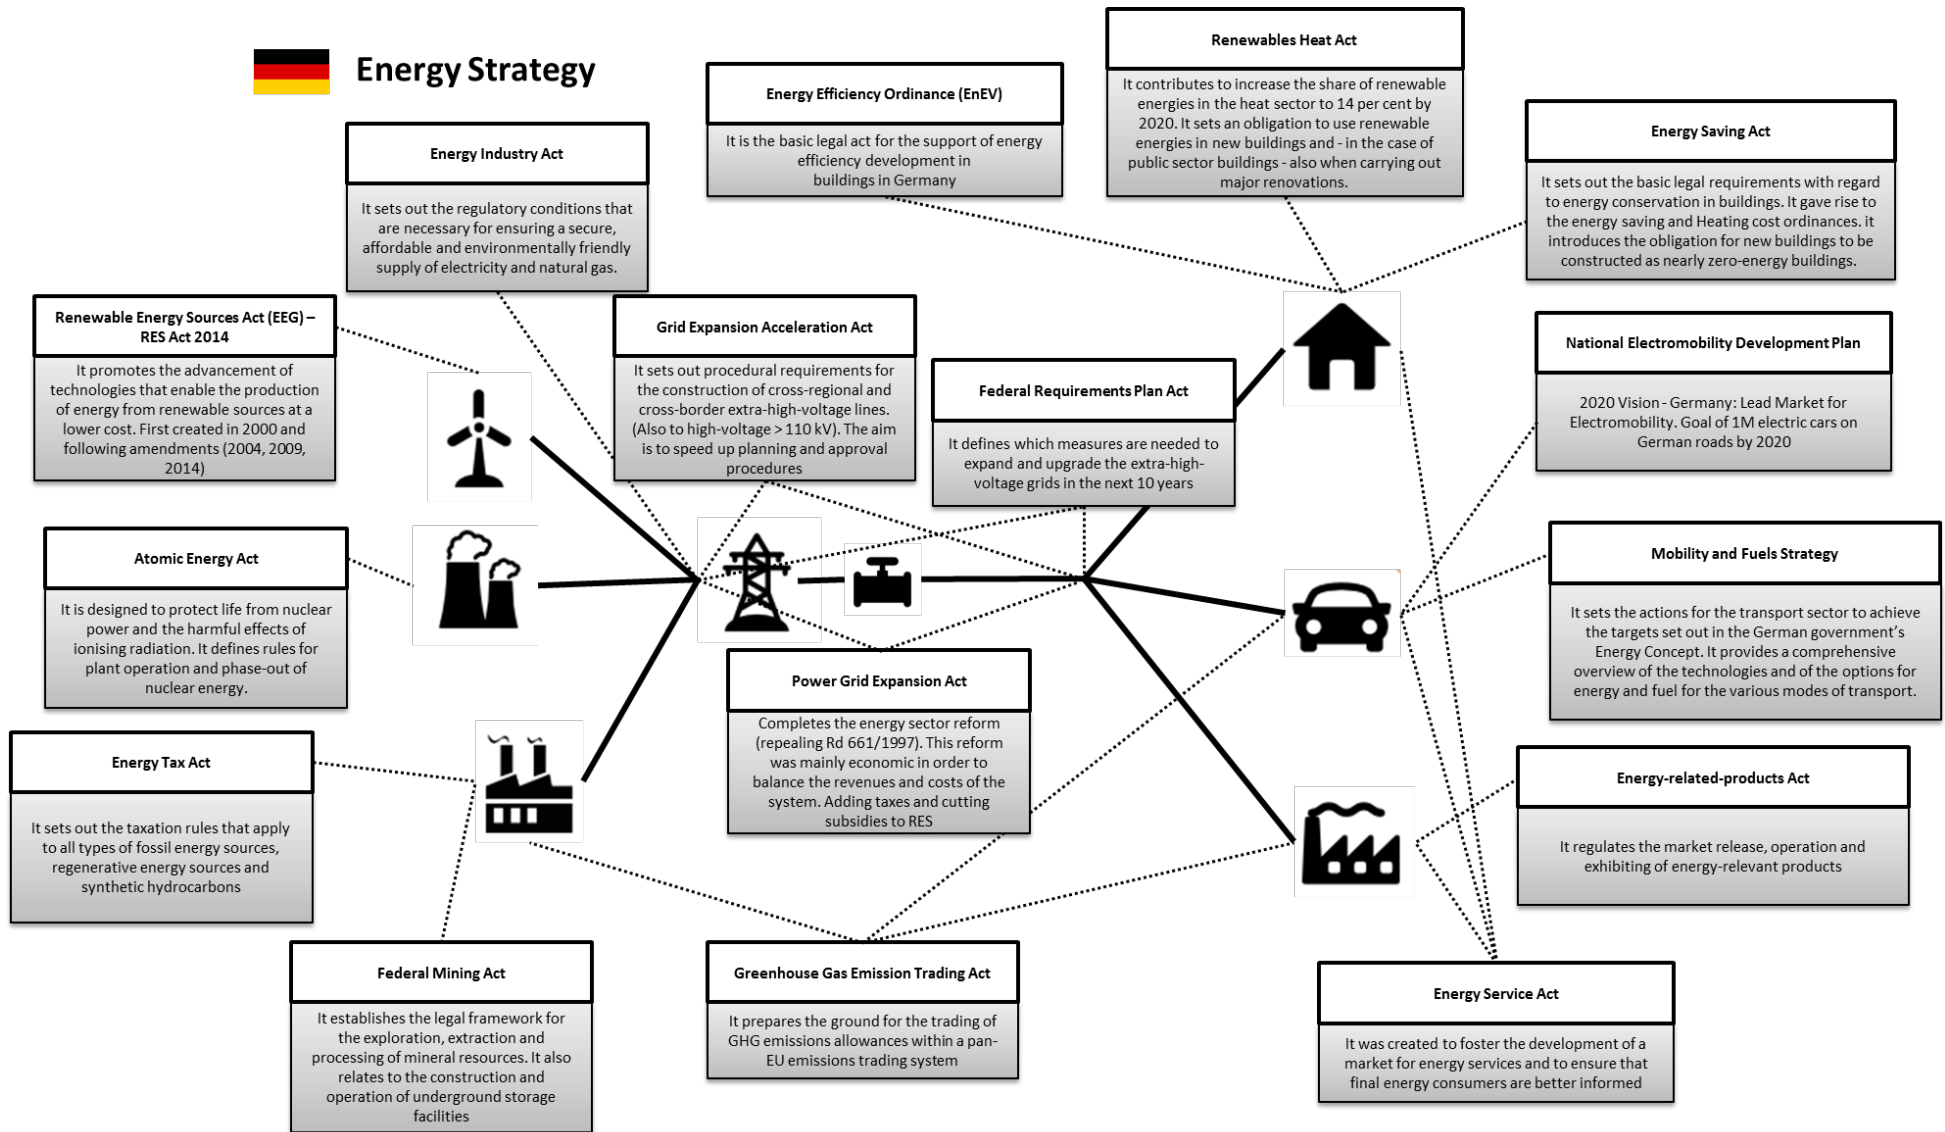 Energy Strategy
Renewables Heat Act
It contributes to increase the share of renewable
energies in the heat sector to 14 per cent by
2020. It sets an obligation to use renewable
energies in new buildings and - in the case of
public sector buildings - also when carrying out
major renovations.
Energy Efficiency Ordinance (EnEV)
It is the basic legal act for the support of energy
efficiency development in
buildings in Germany
Energy Saving Act
It sets out the basic legal requirements with regard
to energy conservation in buildings. It gave rise to
the energy saving and Heating cost ordinances. it
introduces the obligation for new buildings to be
constructed as nearly zero-energy buildings.
Energy Industry Act
It sets out the regulatory conditions that
are necessary for ensuring a secure,
affordable and environmentally friendly
supply of electricity and natural gas.
Renewable Energy Sources Act (EEG) –
RES Act 2014
It promotes the advancement of
technologies that enable the production
of energy from renewable sources at a
lower cost. First created in 2000 and
following amendments (2004, 2009,
2014)
Grid Expansion Acceleration Act
It sets out procedural requirements for
the construction of cross-regional and
cross-border extra-high-voltage lines.
(Also to high-voltage > 110 kV). The aim
is to speed up planning and approval
procedures
Federal Requirements Plan Act
It defines which measures are needed to
expand and upgrade the extra-high-
voltage grids in the next 10 years
National Electromobility Development Plan
2020 Vision - Germany: Lead Market for
Electromobility. Goal of 1M electric cars on
German roads by 2020
Atomic Energy Act
It is designed to protect life from nuclear
power and the harmful effects of
ionising radiation. It defines rules for
plant operation and phase-out of
nuclear energy.
Mobility and Fuels Strategy
It sets the actions for the transport sector to achieve
the targets set out in the German government's
Energy Concept. It provides a comprehensive
overview of the technologies and of the options for
energy and fuel for the various modes of transport.
Power Grid Expansion Act
Completes the energy sector reform
(repealing Rd 661/1997). This reform
was mainly economic in order to
balance the revenues and costs of the
system. Adding taxes and cutting
subsidies to RES
Energy Tax Act
It sets out the taxation rules that apply
to all types of fossil energy sources,
regenerative energy sources and
synthetic hydrocarbons
Energy-related-products Act
It regulates the market release, operation and
exhibiting of energy-relevant products
Federal Mining Act
It establishes the legal framework for
the exploration, extraction and
processing of mineral resources. It also
relates to the construction and
operation of underground storage
facilities
Greenhouse Gas Emission Trading Act
It prepares the ground for the trading of
GHG emissions allowances within a pan-
EU emissions trading system
Energy Service Act
It was created to foster the development of a
market for energy services and to ensure that
final energy consumers are better informed